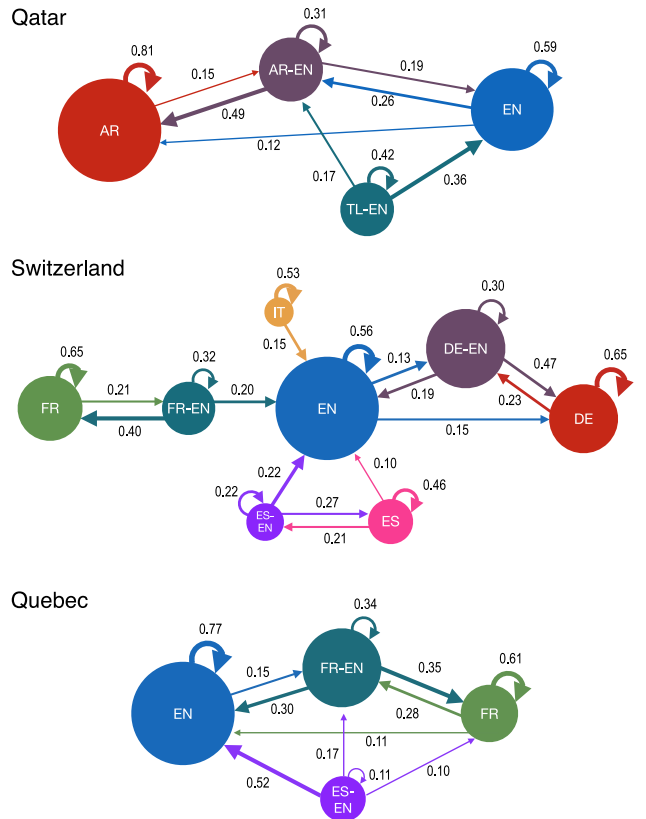 Qatar
0.31
0.81
0.59
0.15
AR-EN
0.19
0.26
EN
0.49
AR
0.12
0.42
0.17
0.36
TL-EN
Switzerland
0.53
IT
0.30
0.56
0.15
0.65
0.32
0.13
DE-EN
0.65
0.47
0.21
0.20
0.19
0.23
FR
FR-EN
EN
DE
0.40
0.15
0.22
0.10
0.22
0.27
0.46
ES-
EN
ES
0.21
Quebec
0.34
0.77
0.61
0.15
FR-EN
0.35
0.30
0.28
EN
FR
0.11
0.17
0.11
0.10
0.52
ES-
EN